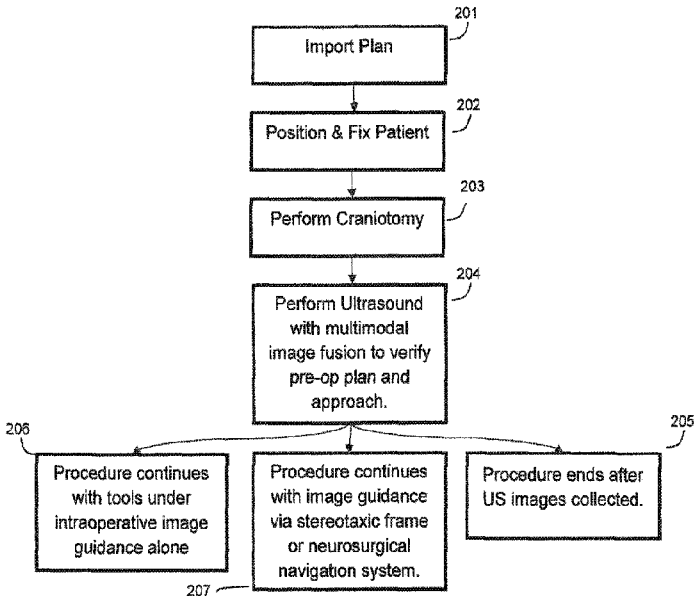 201
Import Plan
202
Position & Fix Patient
203
Perform Craniotomy
204
Perform Ultrasound
with multimodal
image fusion to verify
pre-op plan and
approach.
206
Procedure continues
with tools under
intraoperative image
guidance alone
207
Procedure continues
with image guidance
via stereotaxic frame
or neurosurgical
navigation system.
205
Procedure ends after
US images collected.